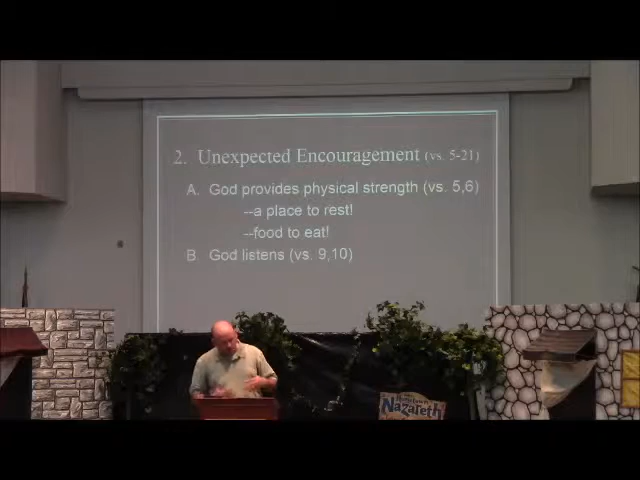 2. Unexpected Encouragement (vs. 5-21)
A. God provides physical strength (vs. 5,6)
--a place to rest!
--food to eat!
B God listens (vs. 9,10)
Hometown
Nazareth